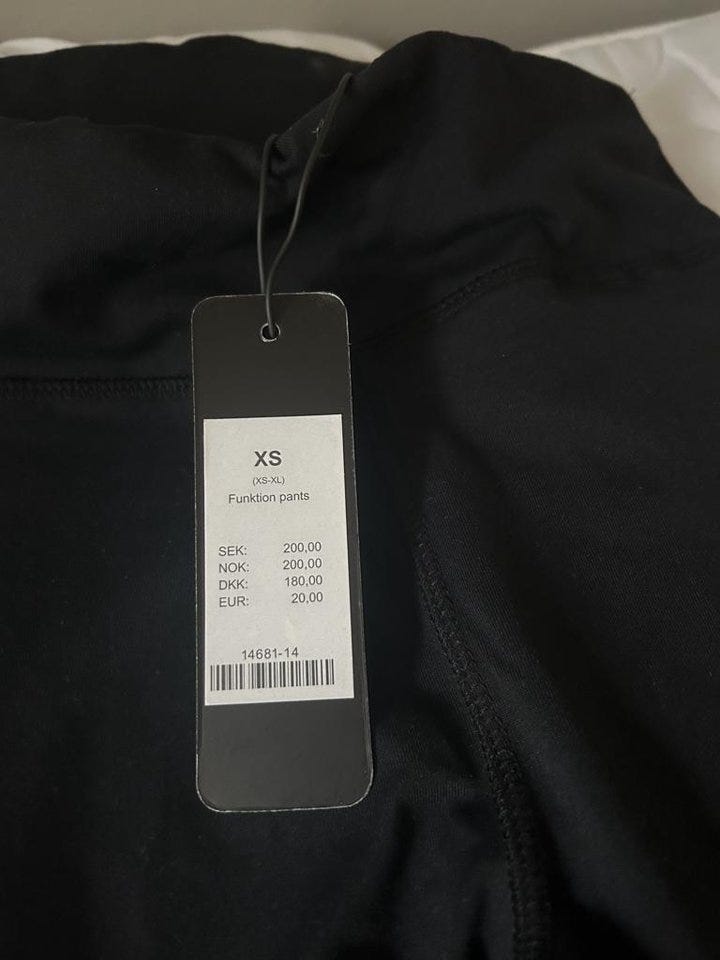 XS
(XS-XL)
Funktion pants
SEK: 200,00
NOK: 200,00
DKK: 180,00
EUR: 20,00
14681-14